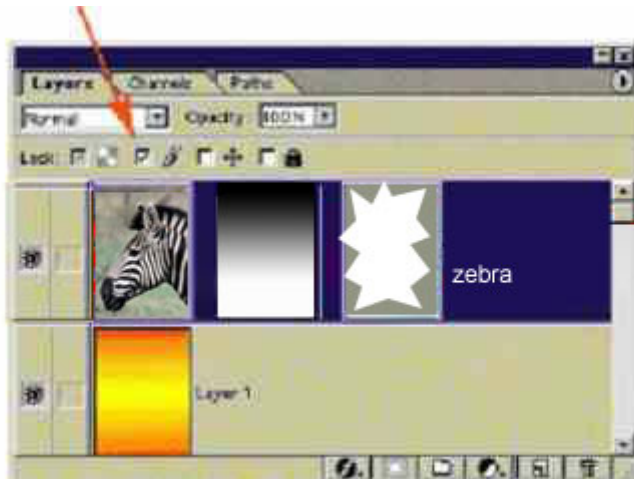 Layers Channels Paths
Normal Opacity: 100%
Lock:
zebra
Layer 1